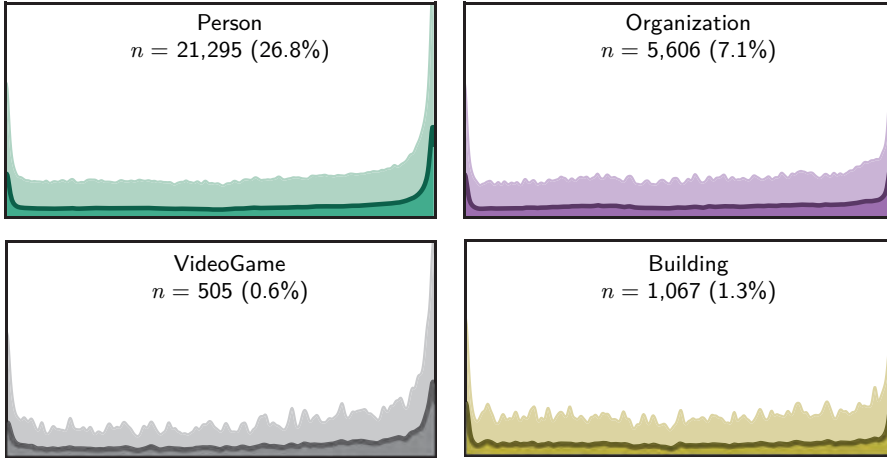 Person
n = 21,295 (26.8%)
Organization
n = 5,606 (7.1%)
VideoGame
n = 505 (0.6%)
Building
n = 1,067 (1.3%)